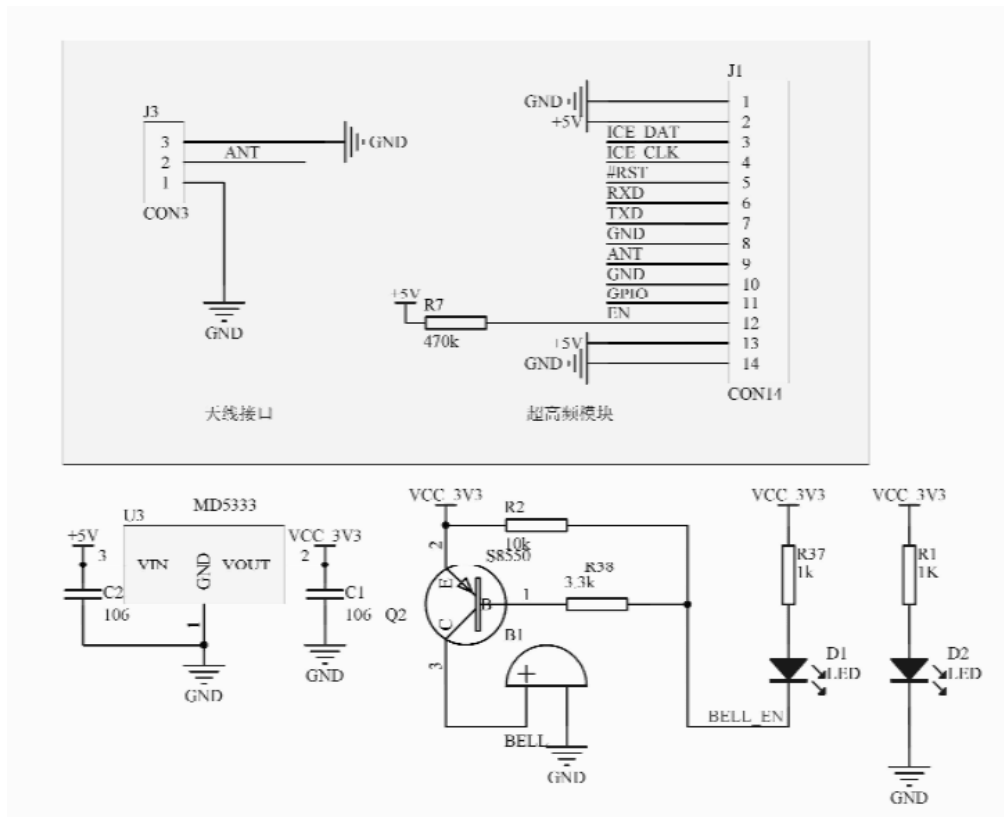 J3
3
2
1
ANT
GND
CON3
GND
天线接口
J1
GND
1
+5V
2
ICE_DAT
3
ICE_CLK
4
#RST
5
RXD
6
TXD
7
GND
8
ANT
9
GND
10
GPIO
11
EN
12
+5V
R7
470k
+5V
13
GND
14
CON14
超高频模块
U3
MD5333
+5V
3
VIN
GND
VOUT
VCC_3V3
2
C2
106
1
GND
C1
106
GND
VCC_3V3
R2
10k
2
S8550
E
B
C
Q2
1
R38
3.3k
3
B1
+
BELL
GND
BELL_EN
VCC_3V3
R37
1k
D1
LED
VCC_3V3
R1
1K
D2
LED
GND